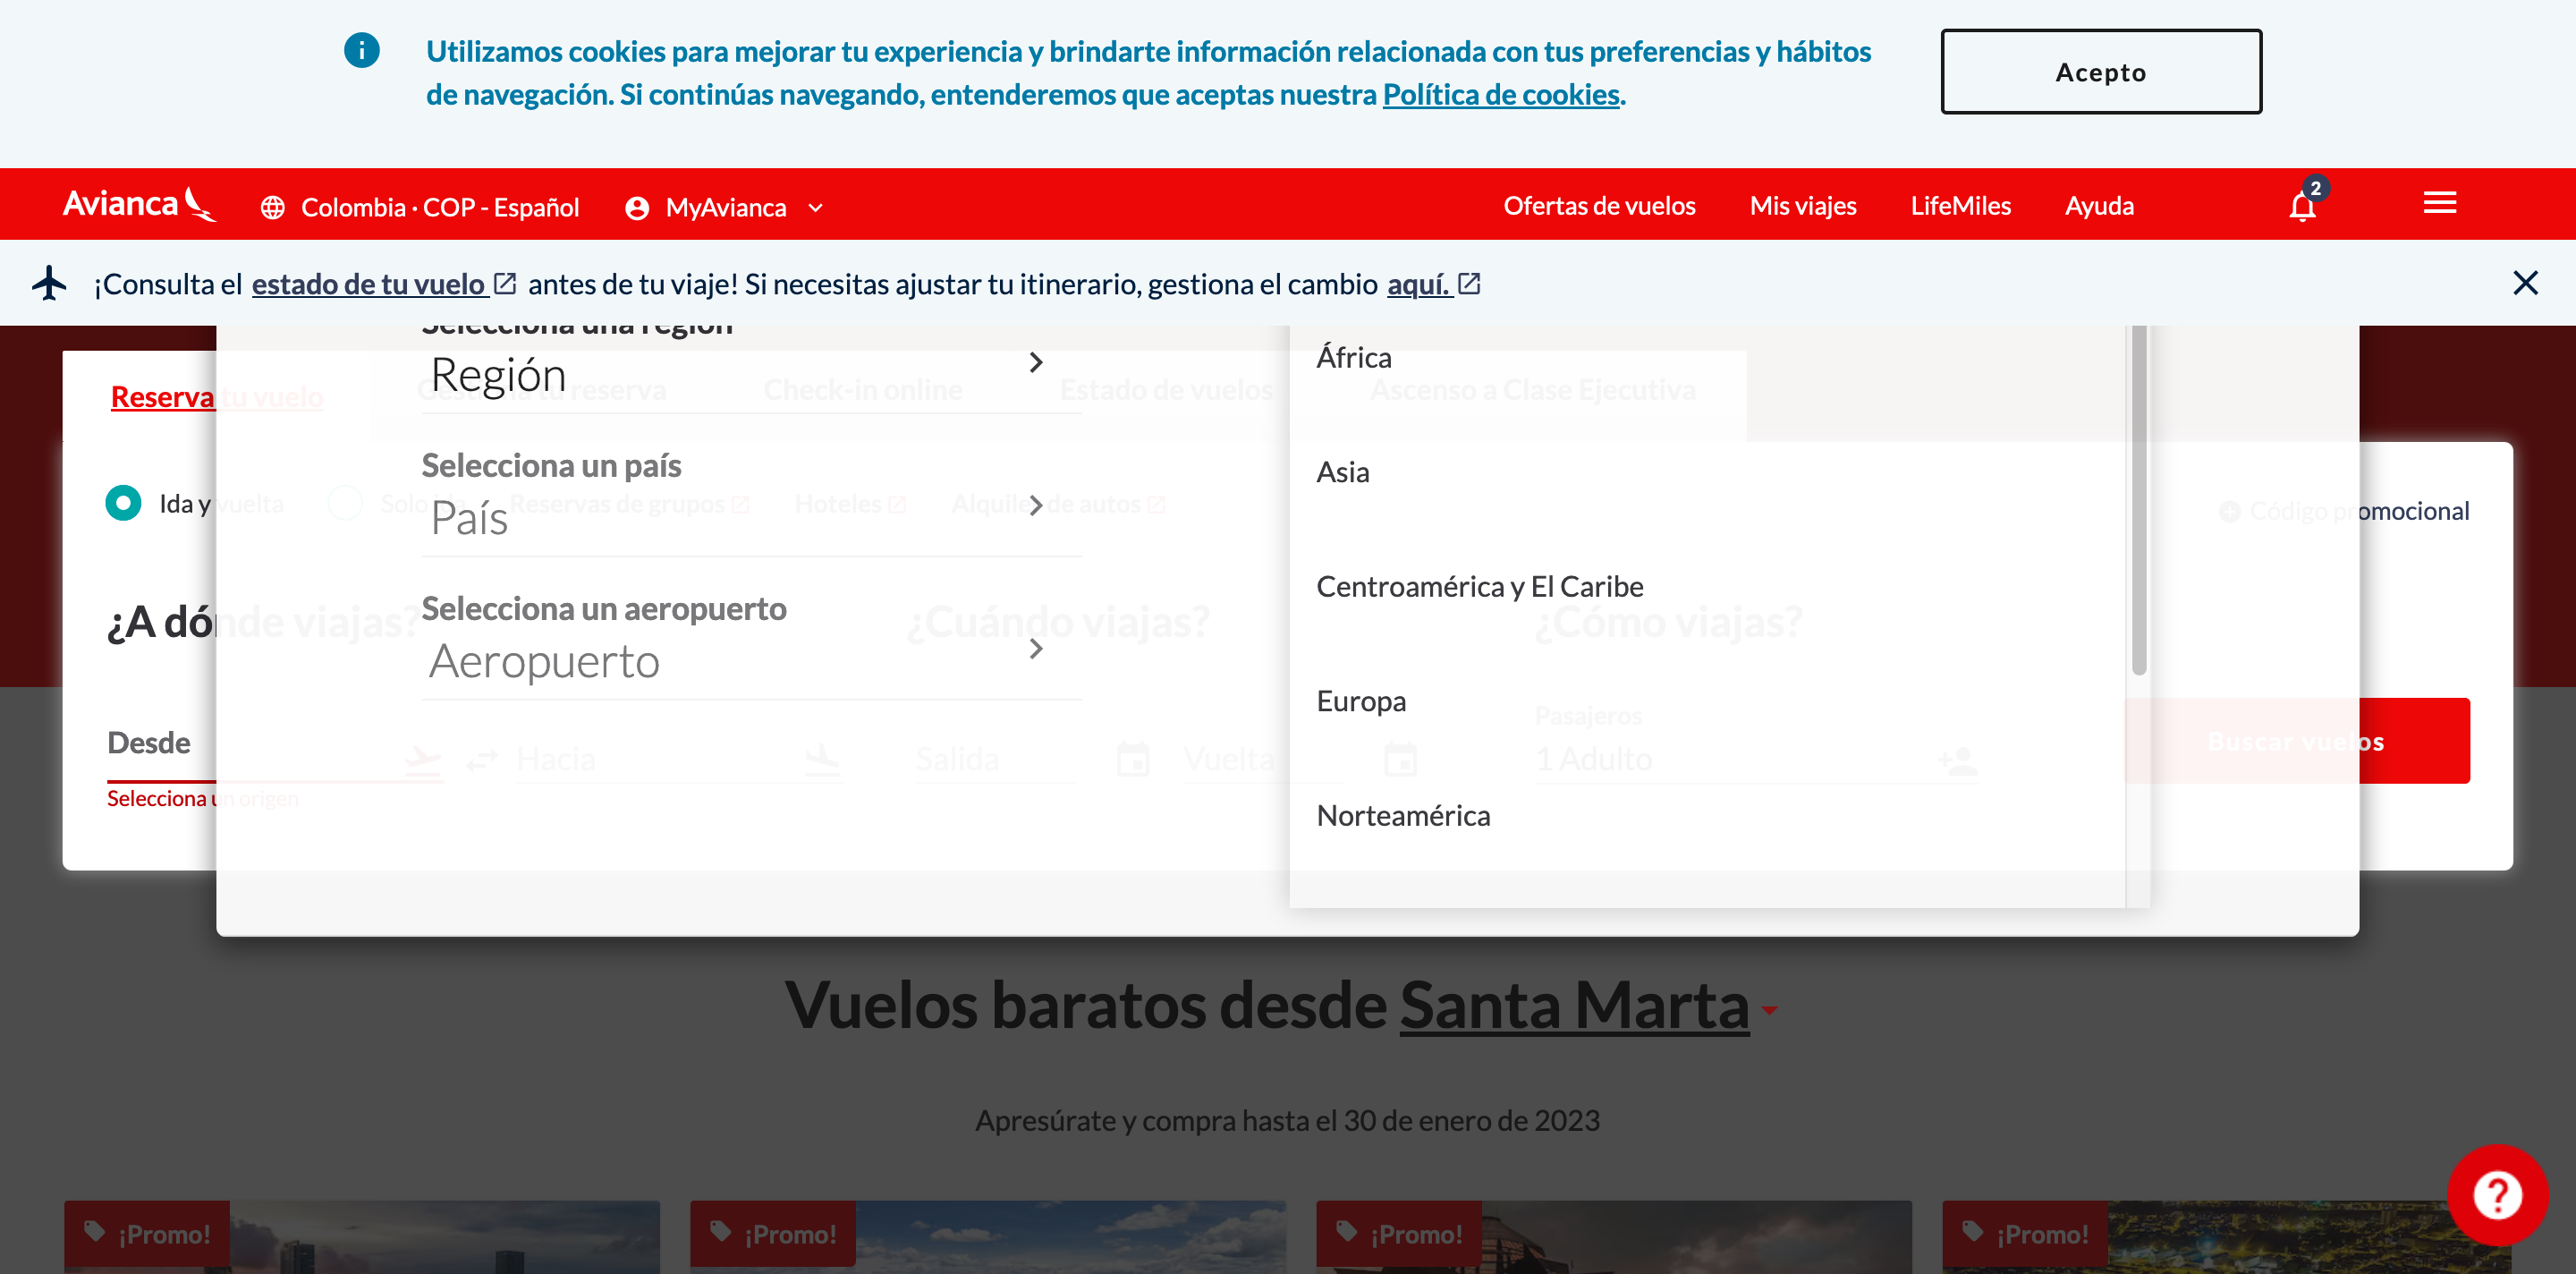 Utilizamos cookies para mejorar tu experiencia y brindarte información relacionada con tus preferencias y hábitos
de navegación. Si continúas navegando, entenderemos que aceptas nuestra Política de cookies.
Acepto
Avianca
Colombia · COP - Español
MyAvianca
Ofertas de vuelos
Mis viajes
LifeMiles
Ayuda
2
¡Consulta el estado de tu vuelo antes de tu viaje! Si necesitas ajustar tu itinerario, gestiona el cambio aquí.
Selecciona una región
Región
África
Reserva tu vuelo
Gestiona tu reserva
Check-in online
Estado de vuelos
Ascenso a Clase Ejecutiva
Selecciona un país
País
Asia
Ida y vuelta
Solo ida
Reservas de grupos
Hoteles
Alquiler de autos
Código promocional
Centroamérica y El Caribe
¿A dónde viajas?
Selecciona un aeropuerto
Aeropuerto
¿Cuándo viajas?
¿Cómo viajas?
Europa
Desde
Hacia
Salida
Vuelta
Pasajeros
1 Adulto
Buscar vuelos
Selecciona un origen
Norteamérica
Vuelos baratos desde Santa Marta
Apresúrate y compra hasta el 30 de enero de 2023
¡Promo!
¡Promo!
¡Promo!
¡Promo!
?